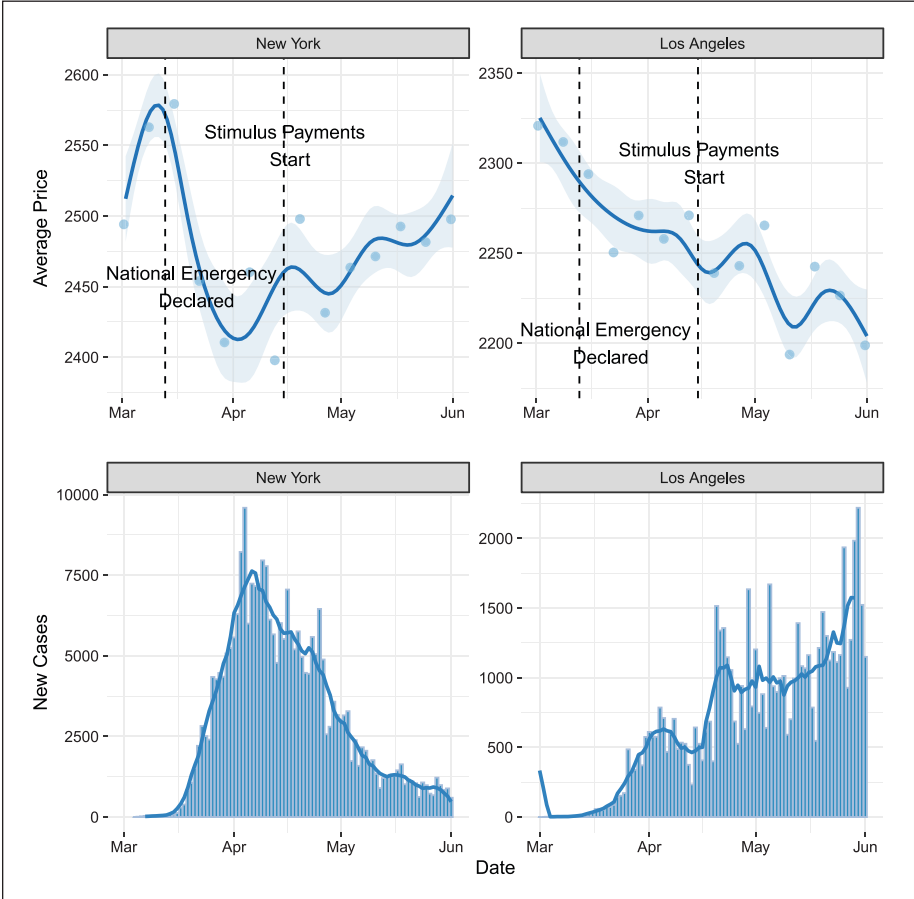 New York
Los Angeles
Average Price
2600
2550
2500
2450
2400
Stimulus Payments
Start
National Emergency
Declared
Mar
Apr
May
Jun
2350
2300
2250
2200
Stimulus Payments
Start
National Emergency
Declared
Mar
Apr
May
Jun
New York
Los Angeles
New Cases
10000
7500
5000
2500
0
Mar
Apr
May
Jun
2000
1500
1000
500
0
Mar
Apr
May
Jun
Date